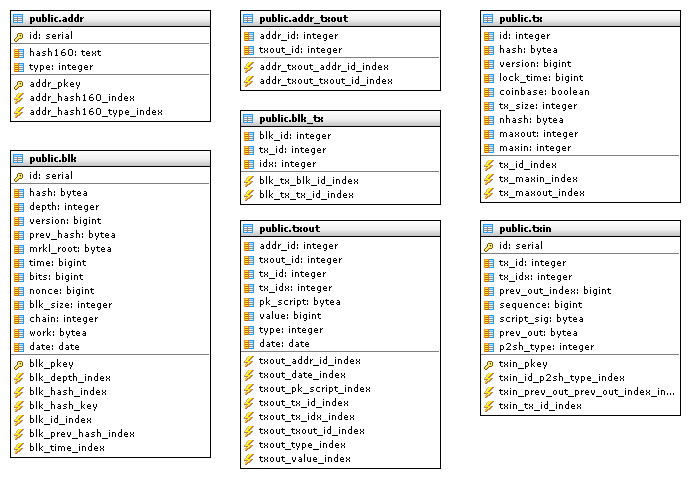 public.addr
id: serial
hash160: text
type: integer
addr_pkey
addr_hash160_index
addr_hash160_type_index
public.blk
id: serial
hash: bytea
depth: integer
version: bigint
prev_hash: bytea
mrkl_root: bytea
time: bigint
bits: bigint
nonce: bigint
blk_size: integer
chain: integer
work: bytea
date: date
blk_pkey
blk_depth_index
blk_hash_index
blk_hash_key
blk_id_index
blk_prev_hash_index
blk_time_index
public.addr_txout
addr_id: integer
txout_id: integer
addr_txout_addr_id_index
addr_txout_txout_id_index
public.blk_tx
blk_id: integer
tx_id: integer
idx: integer
blk_tx_blk_id_index
blk_tx_tx_id_index
public.txout
addr_id: integer
txout_id: integer
tx_id: integer
tx_idx: integer
pk_script: bytea
value: bigint
type: integer
date: date
txout_addr_id_index
txout_date_index
txout_pk_script_index
txout_tx_id_index
txout_tx_idx_index
txout_txout_id_index
txout_type_index
txout_value_index
public.tx
id: integer
hash: bytea
version: bigint
lock_time: bigint
coinbase: boolean
tx_size: integer
nhash: bytea
maxout: integer
maxin: integer
tx_id_index
tx_maxin_index
tx_maxout_index
public.txin
id: serial
tx_id: integer
tx_idx: integer
prev_out_index: bigint
sequence: bigint
script_sig: bytea
prev_out: bytea
p2sh_type: integer
txin_pkey
txin_id_p2sh_type_index
txin_prev_out_prev_out_index_in...
txin_tx_id_index